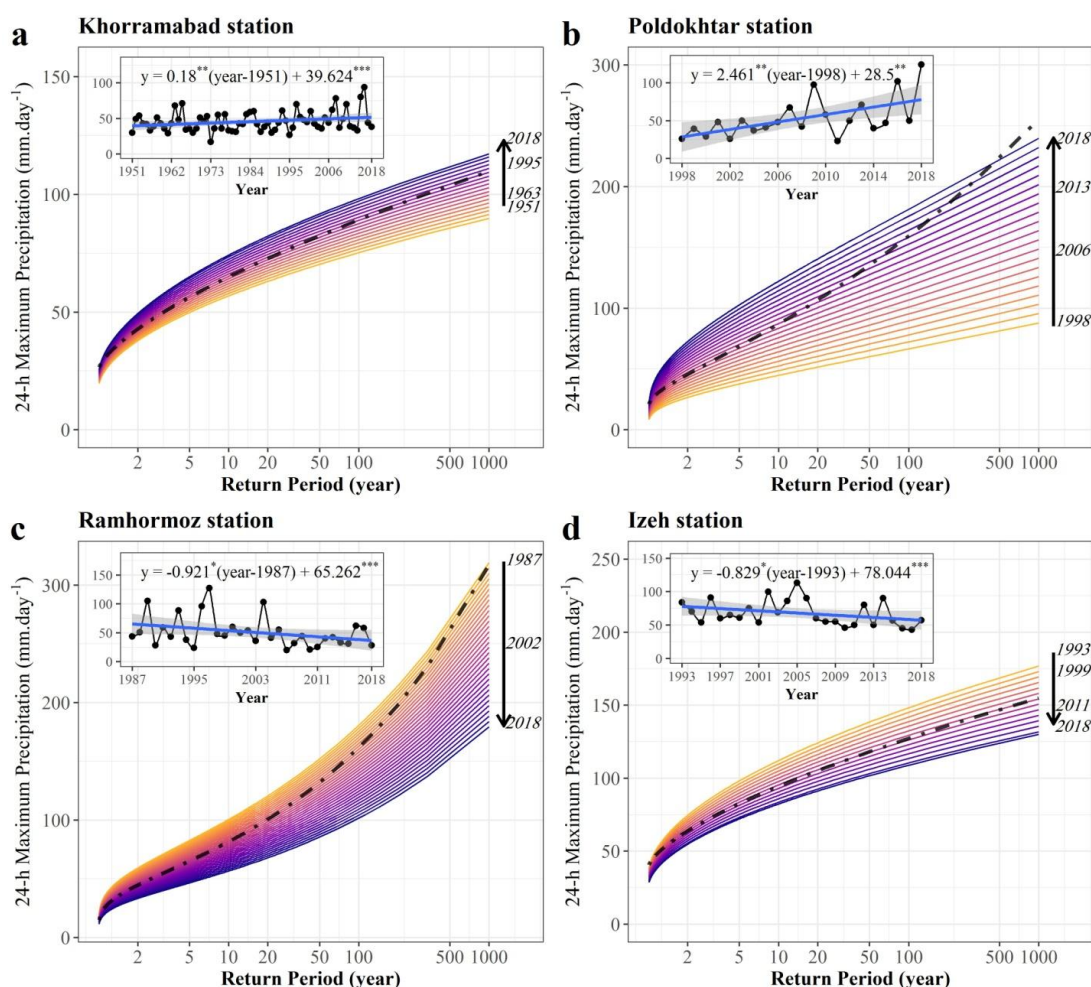 a Khorramabad station
y = 0.18**(year-1951) + 39.624***
100
50
0
1951 1962 1973 1984 1995 2006 2018
Year
150
100
50
0
2018
1995
1963
1951
24-h Maximum Precipitation (mm.day-1)
2 5 10 20 50 100 500 1000
Return Period (year)
b Poldokhtar station
y = 2.461**(year-1998) + 28.5**
100
50
0
1998 2002 2006 2010 2014 2018
Year
300
200
100
0
2018
2013
2006
1998
24-h Maximum Precipitation (mm.day-1)
2 5 10 20 50 100 500 1000
Return Period (year)
c Ramhormoz station
y = -0.921*(year-1987) + 65.262***
150
100
50
0
1987 1995 2003 2011 2018
Year
300
200
100
0
1987
2002
2018
24-h Maximum Precipitation (mm.day-1)
2 5 10 20 50 100 500 1000
Return Period (year)
d Izeh station
y = -0.829*(year-1993) + 78.044***
150
100
50
0
1993 1997 2001 2005 2009 2013 2018
Year
250
200
150
100
50
0
1993
1999
2011
2018
24-h Maximum Precipitation (mm.day-1)
2 5 10 20 50 100 500 1000
Return Period (year)